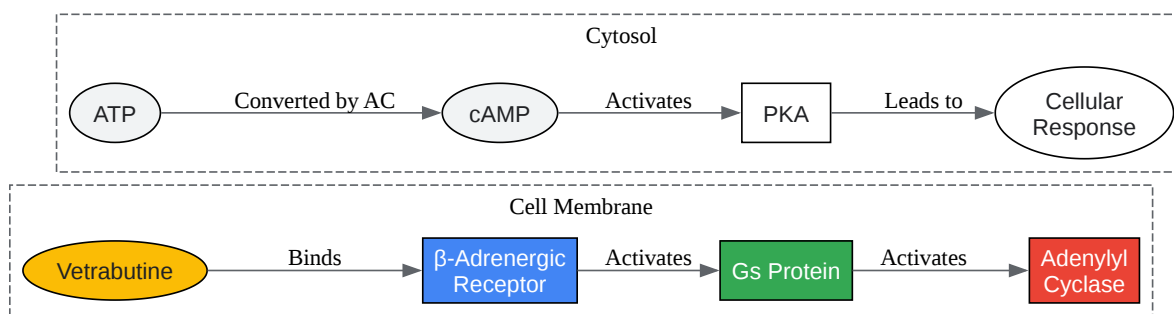 Cytosol
ATP
Converted by AC
cAMP
Activates
PKA
Leads to
Cellular
Response
Cell Membrane
Vetrabutine
Binds
β-Adrenergic
Receptor
Activates
Gs Protein
Activates
Adenylyl
Cyclase